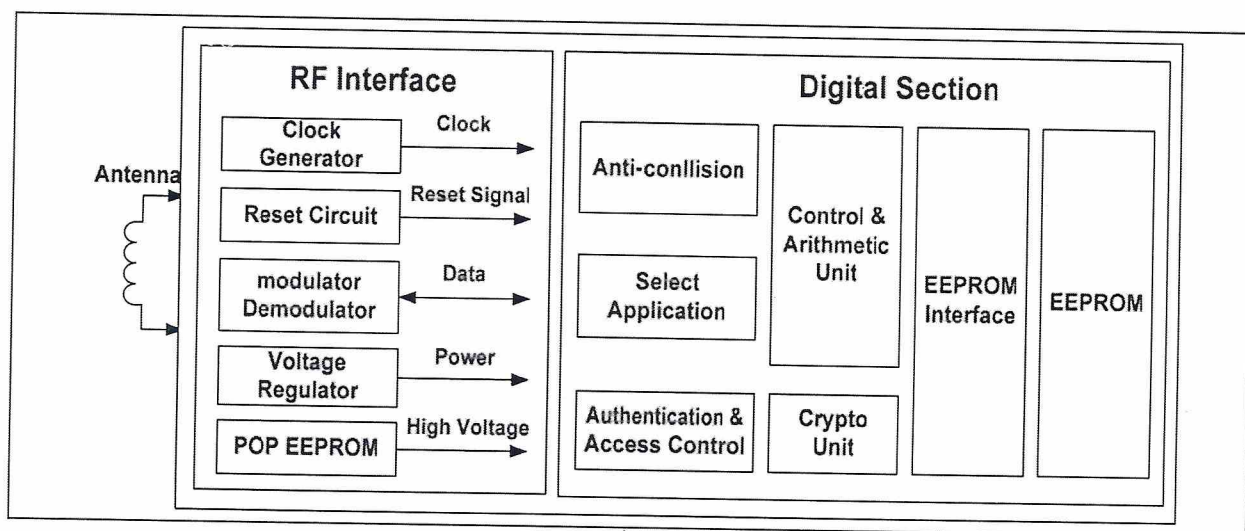 RF Interface
Clock
Generator
Clock
Antenna
Reset Circuit
Reset Signal
modulator
Demodulator
Data
Voltage
Regulator
Power
POP EEPROM
High Voltage
Digital Section
Anti-conllision
Select
Application
Authentication &
Access Control
Control &
Arithmetic
Unit
Crypto
Unit
EEPROM
Interface
EEPROM